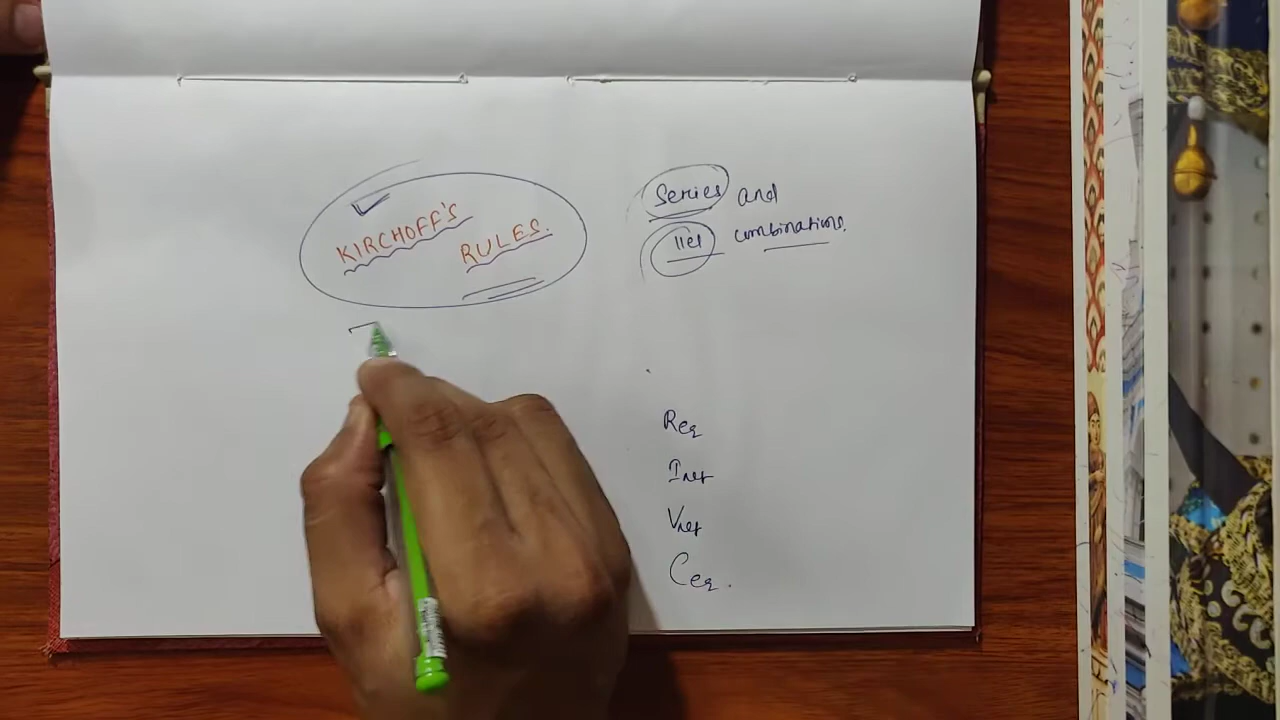 KIRCHOFF'S
RULES.
Series and
llel combinations.
Req
Inet
Vnet
Ceq.